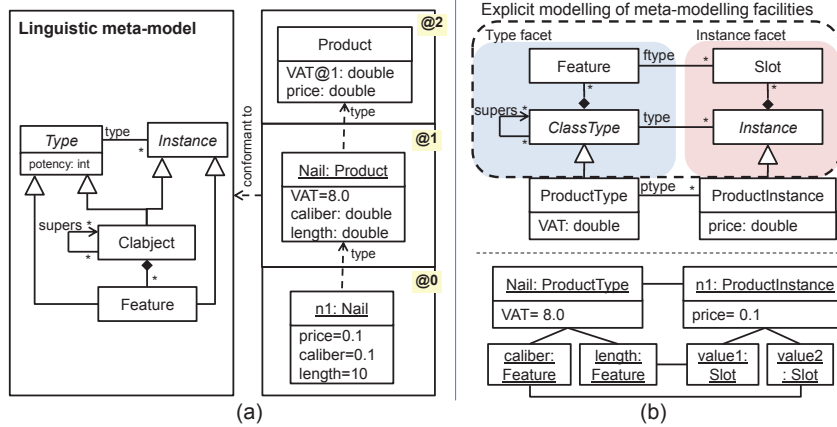 Linguistic meta-model
Type
potency: int
type
*
Instance
supers
*
*
Clabject
*
Feature
conformant to
@2
Product
VAT@1: double
price: double
type
@1
Nail: Product
VAT=8.0
caliber: double
length: double
type
@0
n1: Nail
price=0.1
caliber=0.1
length=10
(a)
Explicit modelling of meta-modelling facilities
Type facet
Instance facet
Feature
ftype
*
Slot
*
*
supers
*
*
ClassType
type
*
Instance
ProductType
VAT: double
ptype
*
ProductInstance
price: double
Nail: ProductType
VAT= 8.0
n1: ProductInstance
price= 0.1
caliber:
Feature
length:
Feature
value1:
Slot
value2
: Slot
(b)